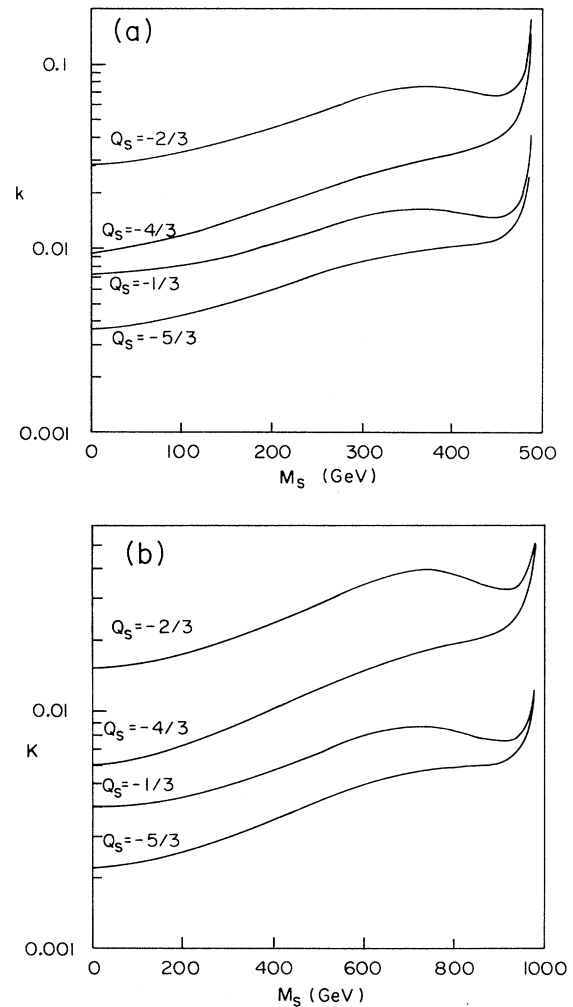 (a)
0.1
Q_S = -2/3
k
Q_S = -4/3
0.01
Q_S = -1/3
Q_S = -5/3
0.001
0 100 200 300 400 500
M_S (GeV)
(b)
Q_S = -2/3
0.01
Q_S = -4/3
K
Q_S = -1/3
Q_S = -5/3
0.001
0 200 400 600 800 1000
M_S (GeV)